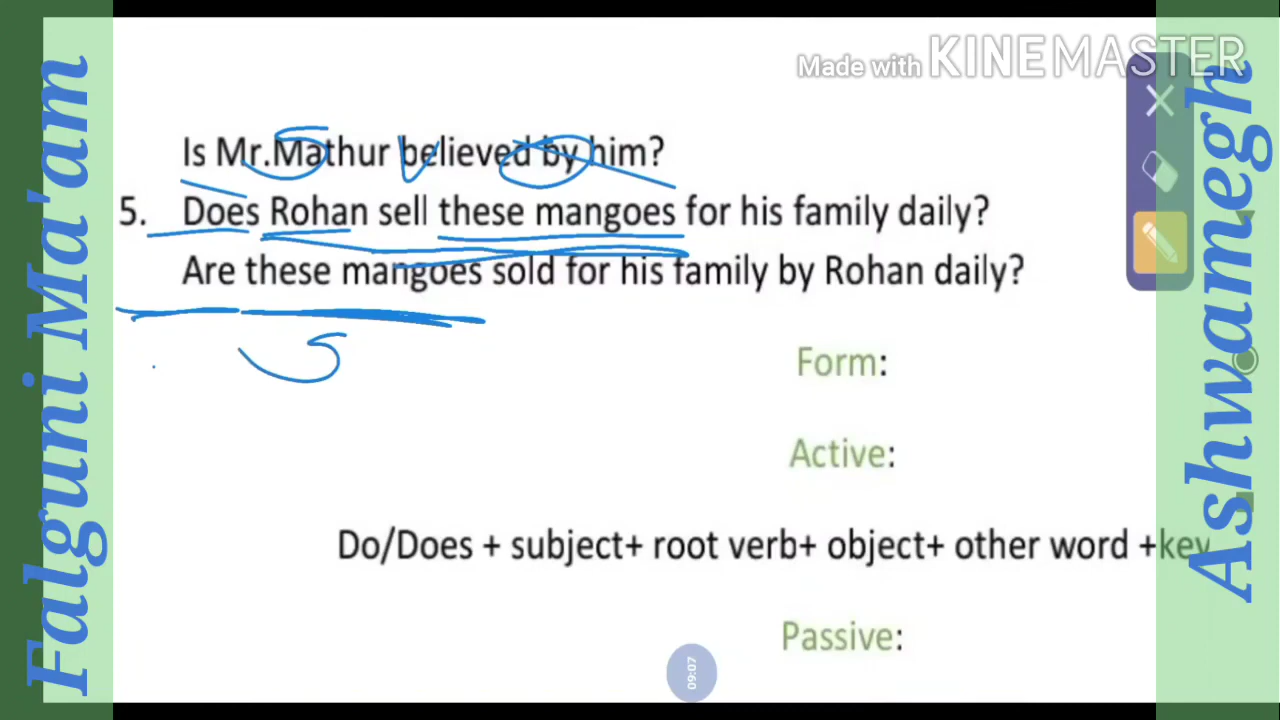 Made with KINEMASTER
Falguni Ma'am
Ashwamegh
Is Mr.Mathur believed by him?
5. Does Rohan sell these mangoes for his family daily?
Are these mangoes sold for his family by Rohan daily?
S
V
S
Form:
Active:
Do/Does + subject+ root verb+ object+ other word +key
Passive:
09:07